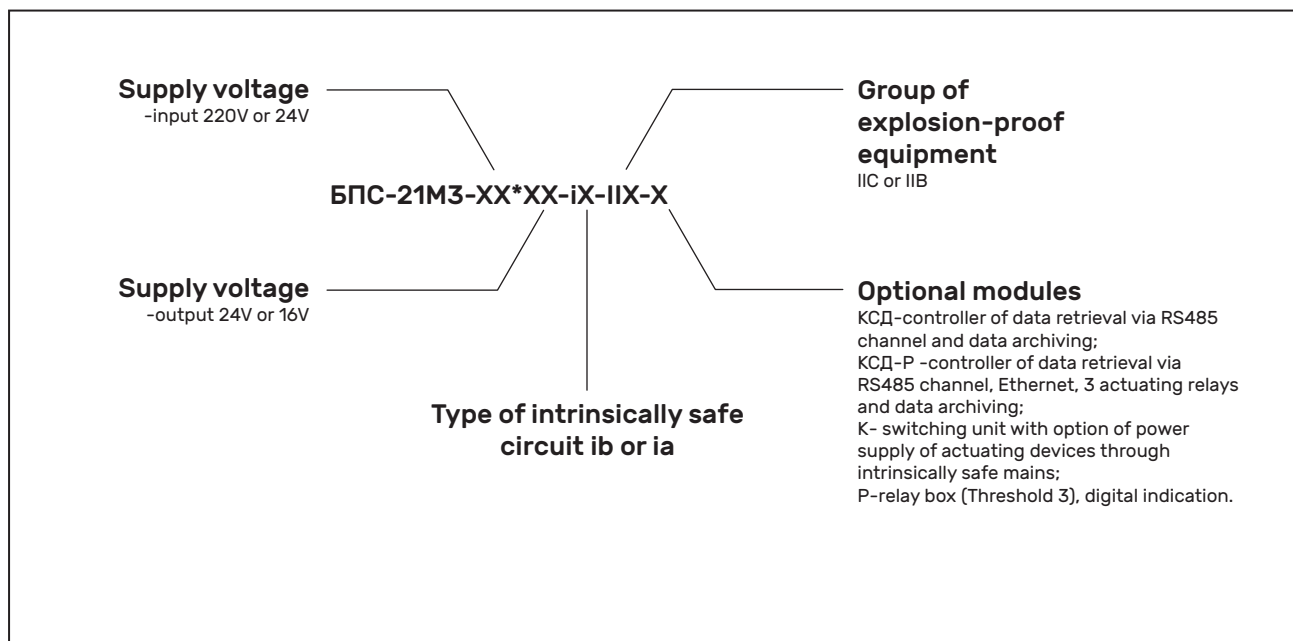 Supply voltage
-input 220V or 24V
Group of
explosion-proof
equipment
IIC or IIB
БПС-21М3-XX*XX-iX-IIX-X
Supply voltage
-output 24V or 16V
Type of intrinsically safe
circuit ib or ia
Optional modules
КСД-controller of data retrieval via RS485
channel and data archiving;
КСД-Р -controller of data retrieval via
RS485 channel, Ethernet, 3 actuating relays
and data archiving;
K- switching unit with option of power
supply of actuating devices through
intrinsically safe mains;
P-relay box (Threshold 3), digital indication.